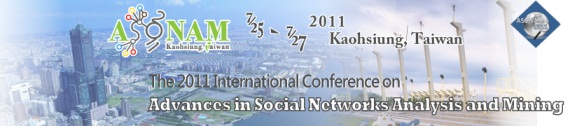 ASONAM
Kaohsiung, Taiwan
7/25 ~ 7/27
2011
Kaohsiung, Taiwan
The 2011 International Conference on
Advances in Social Networks Analysis and Mining